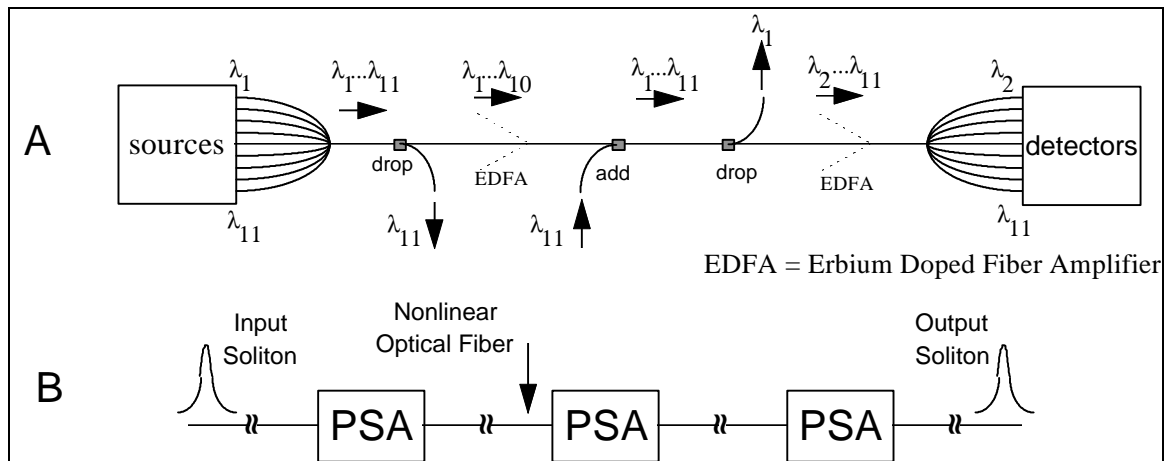 A
sources
λ1
λ11
λ1...λ11
drop
λ11
λ1...λ10
EDFA
λ1...λ11
add
λ11
drop
λ1
λ2...λ11
EDFA
λ2
λ11
detectors
EDFA = Erbium Doped Fiber Amplifier
B
Input
Soliton
Nonlinear
Optical Fiber
Output
Soliton
PSA
PSA
PSA